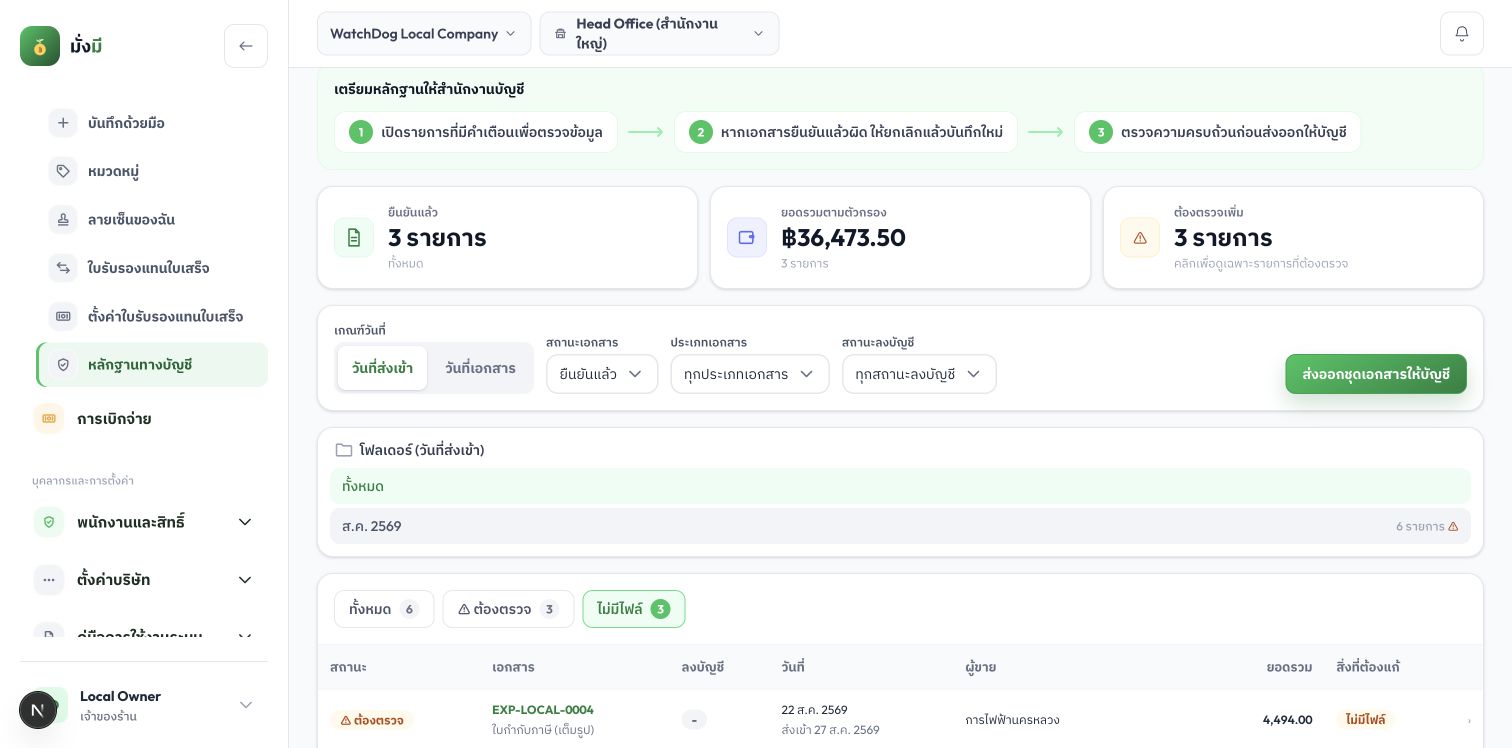 มั่งมี
บันทึกด้วยมือ
หมวดหมู่
ลายเซ็นของฉัน
ใบรับรองแทนใบเสร็จ
ตั้งค่าใบรับรองแทนใบเสร็จ
หลักฐานทางบัญชี
การเบิกจ่าย
บุคลากรและการตั้งค่า
พนักงานและสิทธิ์
ตั้งค่าบริษัท
คู่มือการใช้งานระบบ
N
Local Owner
เจ้าของร้าน
WatchDog Local Company
Head Office (สำนักงาน
ใหญ่)
เตรียมหลักฐานให้สำนักงานบัญชี
1 เปิดรายการที่มีคำเตือนเพื่อตรวจข้อมูล
2 หากเอกสารยืนยันแล้วผิด ให้ยกเลิกแล้วบันทึกใหม่
3 ตรวจความครบถ้วนก่อนส่งออกให้บัญชี
ยืนยันแล้ว
3 รายการ
ทั้งหมด
ยอดรวมตามตัวกรอง
฿36,473.50
3 รายการ
ต้องตรวจเพิ่ม
3 รายการ
คลิกเพื่อดูเฉพาะรายการที่ต้องตรวจ
เกณฑ์วันที่
วันที่ส่งเข้า วันที่เอกสาร
สถานะเอกสาร
ยืนยันแล้ว
ประเภทเอกสาร
ทุกประเภทเอกสาร
สถานะลงบัญชี
ทุกสถานะลงบัญชี
ส่งออกชุดเอกสารให้บัญชี
โฟลเดอร์ (วันที่ส่งเข้า)
ทั้งหมด
ส.ค. 2569 6 รายการ
ทั้งหมด 6 ต้องตรวจ 3 ไม่มีไฟล์ 3
สถานะ เอกสาร ลงบัญชี วันที่ ผู้ขาย ยอดรวม สิ่งที่ต้องแก้
ต้องตรวจ
EXP-LOCAL-0004
ใบกำกับภาษี (เต็มรูป)
-
22 ส.ค. 2569
ส่งเข้า 27 ส.ค. 2569
การไฟฟ้านครหลวง
4,494.00
ไม่มีไฟล์